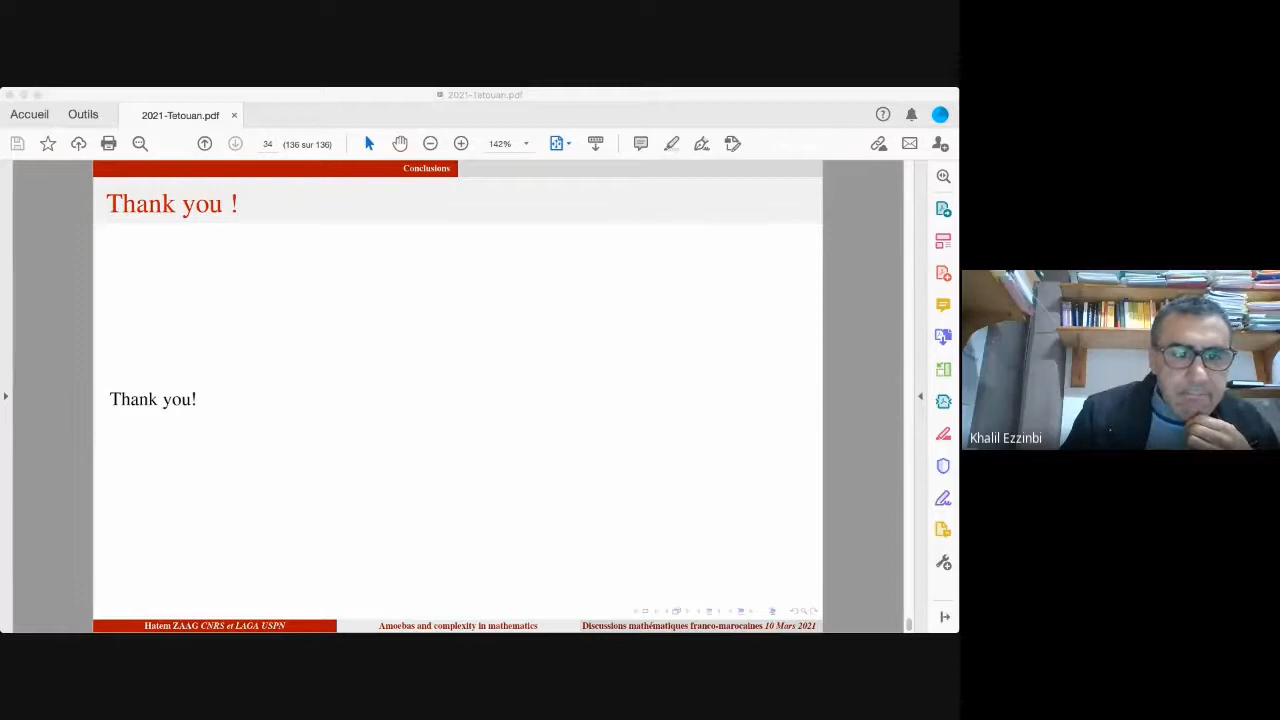 2021-Tetouan.pdf
Accueil Outils 2021-Tetouan.pdf ×
34 (136 sur 136) 142%
Conclusions
Thank you !
Thank you!
Hatem ZAAG CNRS et LAGA USPN Amoebas and complexity in mathematics Discussions mathématiques franco-marocaines 10 Mars 2021
Khalil Ezzinbi